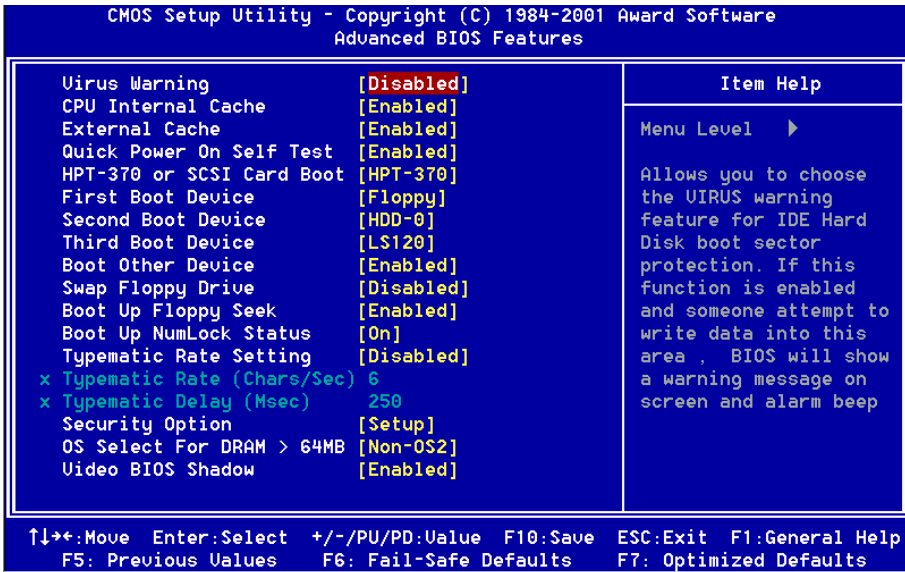 CMOS Setup Utility - Copyright (C) 1984-2001 Award Software
Advanced BIOS Features
Virus Warning [Disabled]
CPU Internal Cache [Enabled]
External Cache [Enabled]
Quick Power On Self Test [Enabled]
HPT-370 or SCSI Card Boot [HPT-370]
First Boot Device [Floppy]
Second Boot Device [HDD-0]
Third Boot Device [LS120]
Boot Other Device [Enabled]
Swap Floppy Drive [Disabled]
Boot Up Floppy Seek [Enabled]
Boot Up NumLock Status [On]
Typematic Rate Setting [Disabled]
x Typematic Rate (Chars/Sec) 6
x Typematic Delay (Msec) 250
Security Option [Setup]
OS Select For DRAM > 64MB [Non-OS2]
Video BIOS Shadow [Enabled]
Item Help
Menu Level ▶
Allows you to choose
the VIRUS warning
feature for IDE Hard
Disk boot sector
protection. If this
function is enabled
and someone attempt to
write data into this
area , BIOS will show
a warning message on
screen and alarm beep
↑↓→←:Move Enter:Select +/-/PU/PD:Value F10:Save ESC:Exit F1:General Help
F5: Previous Values F6: Fail-Safe Defaults F7: Optimized Defaults